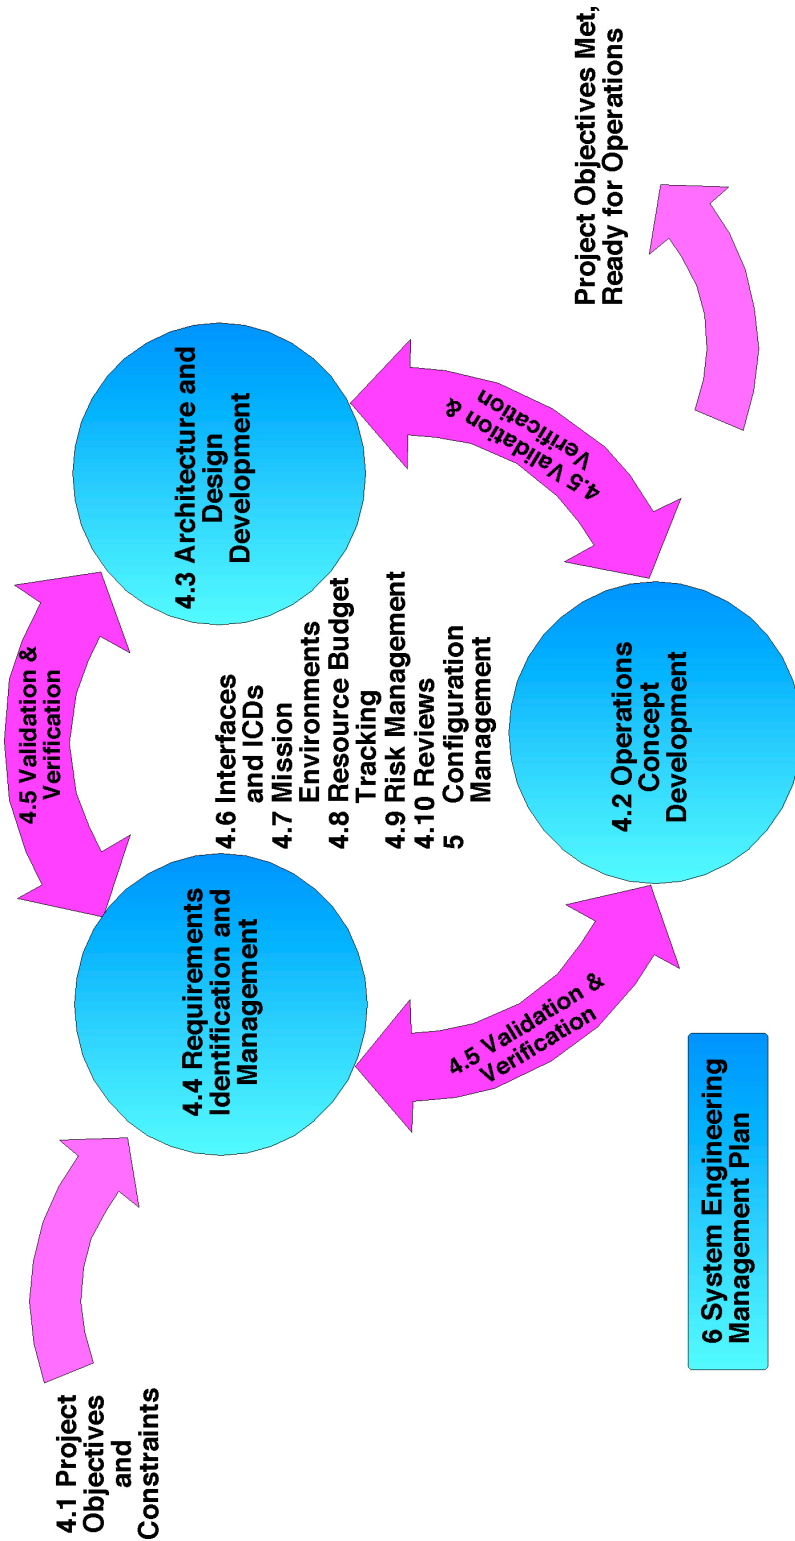 4.1 Project
Objectives
and
Constraints
4.5 Validation &
Verification
4.4 Requirements
Identification and
Management
4.3 Architecture and
Design
Development
4.6 Interfaces
and ICDs
4.7 Mission
Environments
4.8 Resource Budget
Tracking
4.9 Risk Management
4.10 Reviews
5 Configuration
Management
4.5 Validation &
Verification
4.5 Validation &
Verification
4.2 Operations
Concept
Development
Project Objectives Met,
Ready for Operations
6 System Engineering
Management Plan